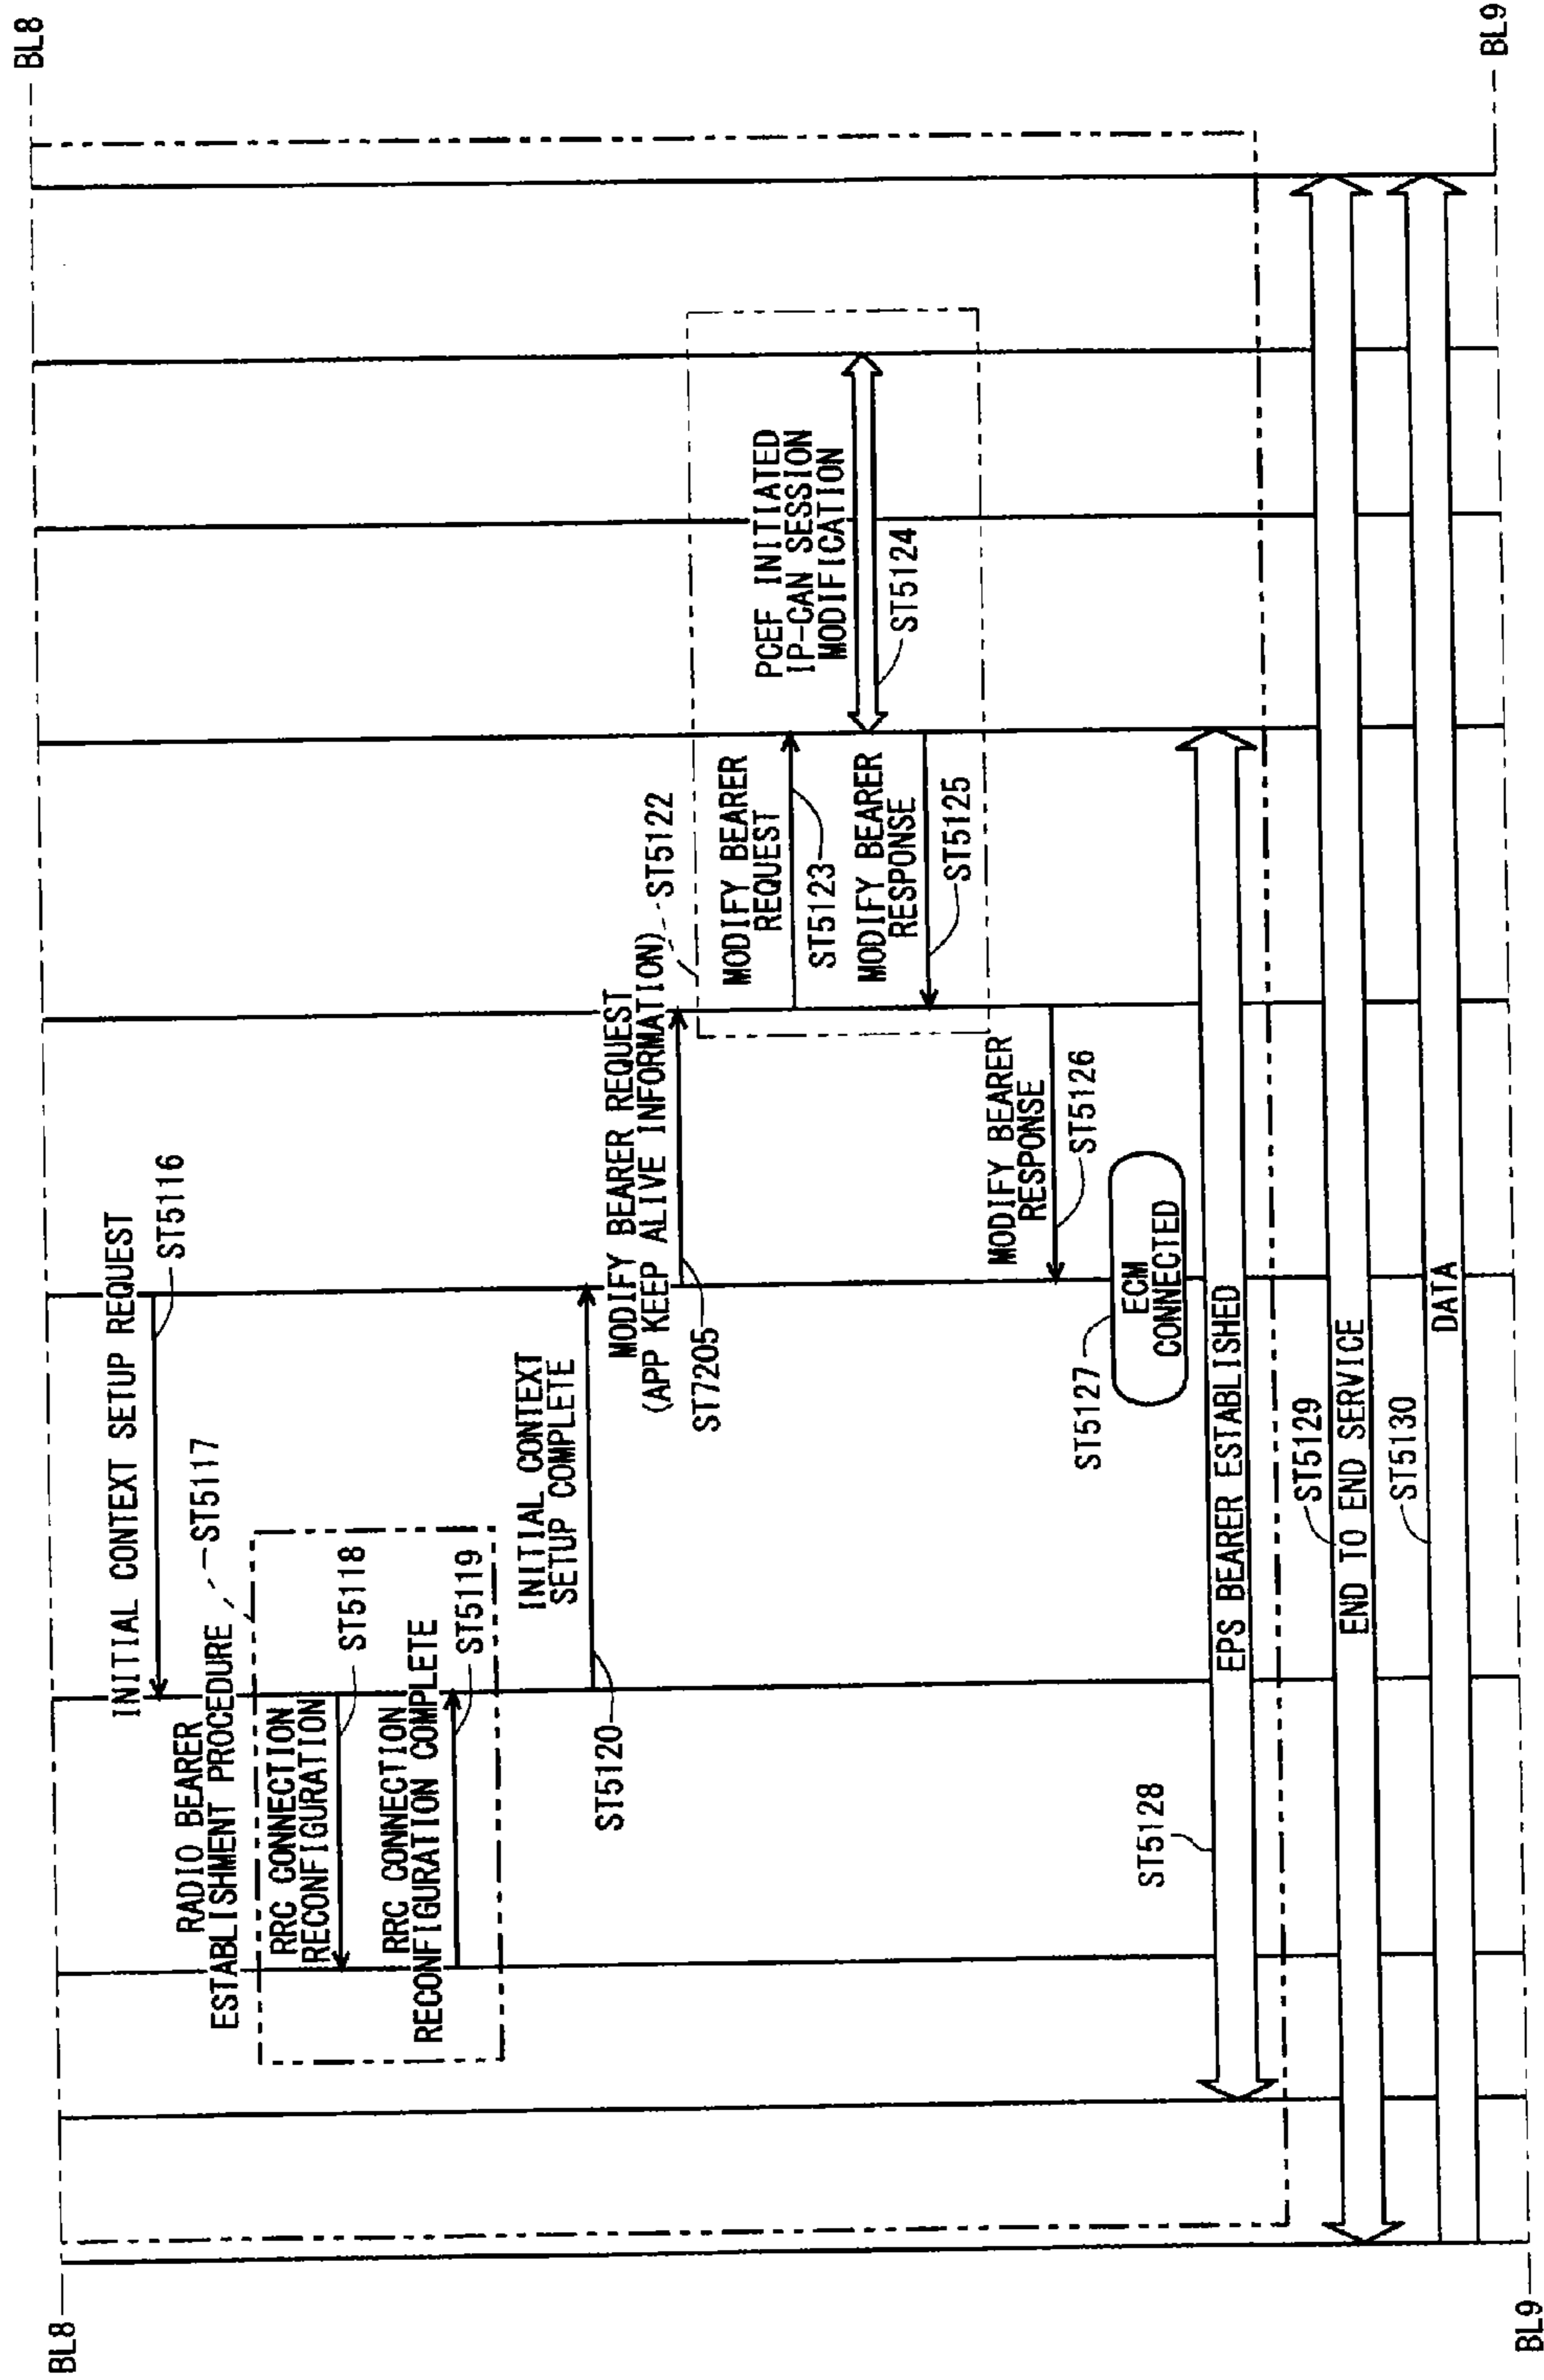 BL8
BL8
INITIAL CONTEXT SETUP REQUEST
ST5116
RADIO BEARER
ESTABLISHMENT PROCEDURE
ST5117
RRC CONNECTION
RECONFIGURATION
ST5118
RRC CONNECTION
RECONFIGURATION COMPLETE
ST5119
INITIAL CONTEXT
SETUP COMPLETE
ST5120
MODIFY BEARER REQUEST
(APP KEEP ALIVE INFORMATION)
ST7205
ST5122
MODIFY BEARER
REQUEST
ST5123
PCEF INITIATED
IP-CAN SESSION
MODIFICATION
ST5124
MODIFY BEARER
RESPONSE
ST5125
MODIFY BEARER
RESPONSE
ST5126
ST5127
ECM
CONNECTED
ST5128
EPS BEARER ESTABLISHED
ST5129
END TO END SERVICE
ST5130
DATA
BL9
BL9